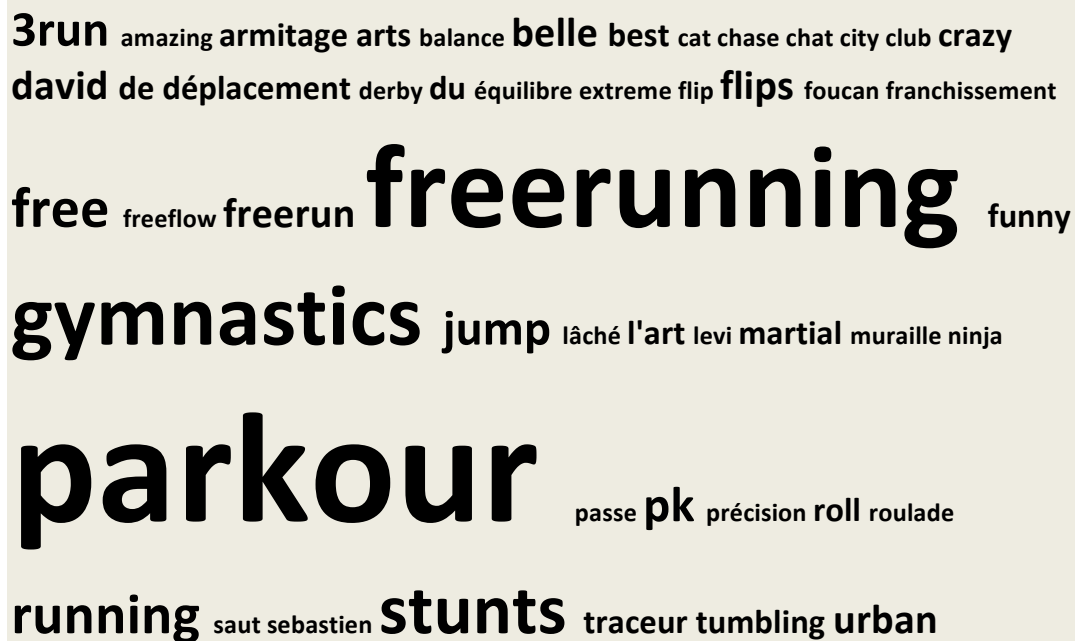 3run amazing armitage arts balance belle best cat chase chat city club crazy
david de déplacement derby du équilibre extreme flip flips foucan franchissement
free freeflow freerun freerunning funny
gymnastics jump lâché l'art levi martial muraille ninja
parkour passe pk précision roll roulade
running saut sebastien stunts traceur tumbling urban